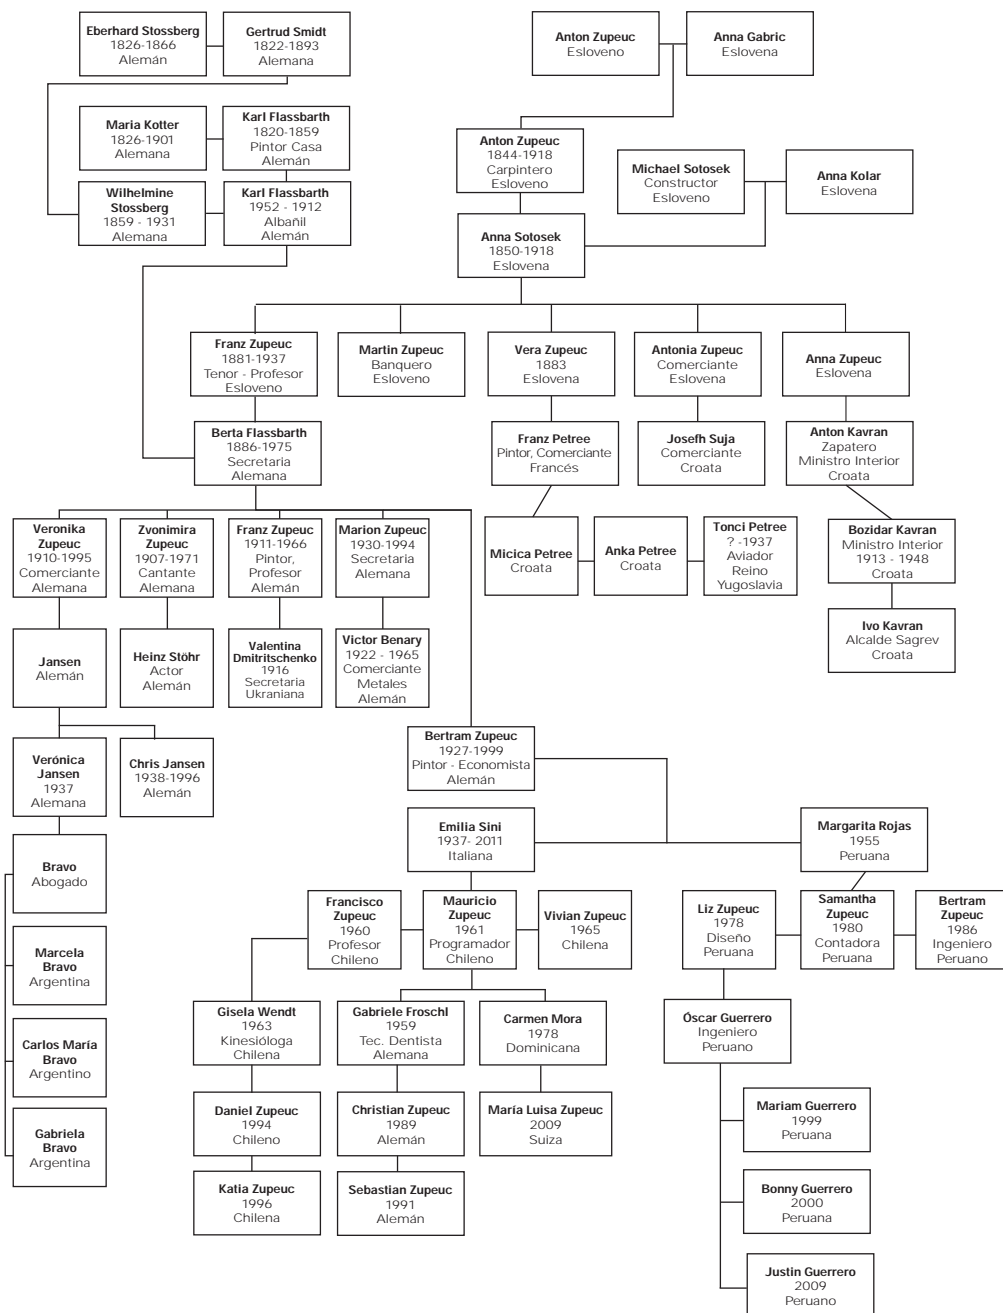 Eberhard Stossberg
1826-1866
Alemán
Gertrud Smidt
1822-1893
Alemana
Anton Zupeuc
Esloveno
Anna Gabric
Eslovena
Maria Kotter
1826-1901
Alemana
Karl Flassbarth
1820-1859
Pintor Casa
Alemán
Anton Zupeuc
1844-1918
Carpintero
Esloveno
Michael Sotosek
Constructor
Esloveno
Anna Kolar
Eslovena
Wilhelmine
Stossberg
1859 - 1931
Alemana
Karl Flassbarth
1952 - 1912
Albañil
Alemán
Anna Sotosek
1850-1918
Eslovena
Franz Zupeuc
1881-1937
Tenor - Profesor
Esloveno
Martin Zupeuc
Banquero
Esloveno
Vera Zupeuc
1883
Eslovena
Antonia Zupeuc
Comerciante
Eslovena
Anna Zupeuc
Eslovena
Berta Flassbarth
1886-1975
Secretaria
Alemana
Franz Petree
Pintor, Comerciante
Francés
Josefh Suja
Comerciante
Croata
Anton Kavran
Zapatero
Ministro Interior
Croata
Veronika
Zupeuc
1910-1995
Comerciante
Alemana
Zvonimira
Zupeuc
1907-1971
Cantante
Alemana
Franz Zupeuc
1911-1966
Pintor,
Profesor
Alemán
Marion Zupeuc
1930-1994
Secretaria
Alemana
Micica Petree
Croata
Anka Petree
Croata
Tonci Petree
? -1937
Aviador
Reino
Yugoslavia
Bozidar Kavran
Ministro Interior
1913 - 1948
Croata
Jansen
Alemán
Heinz Stöhr
Actor
Alemán
Valentina
Dmitritschenko
1916
Secretaria
Ukraniana
Victor Benary
1922 - 1965
Comerciante
Metales
Alemán
Ivo Kavran
Alcalde Sagrev
Croata
Verónica
Jansen
1937
Alemana
Chris Jansen
1938-1996
Alemán
Bertram Zupeuc
1927-1999
Pintor - Economista
Alemán
Emilia Sini
1937- 2011
Italiana
Margarita Rojas
1955
Peruana
Bravo
Abogado
Francisco
Zupeuc
1960
Profesor
Chileno
Mauricio
Zupeuc
1961
Programador
Chileno
Vivian Zupeuc
1965
Chilena
Liz Zupeuc
1978
Diseño
Peruana
Samantha
Zupeuc
1980
Contadora
Peruana
Bertram
Zupeuc
1986
Ingeniero
Peruano
Marcela
Bravo
Argentina
Gisela Wendt
1963
Kinesióloga
Chilena
Gabriele Froschl
1959
Tec. Dentista
Alemana
Carmen Mora
1978
Dominicana
Óscar Guerrero
Ingeniero
Peruano
Carlos María
Bravo
Argentino
Daniel Zupeuc
1994
Chileno
Christian Zupeuc
1989
Alemán
María Luisa Zupeuc
2009
Suiza
Mariam Guerrero
1999
Peruana
Gabriela
Bravo
Argentina
Katia Zupeuc
1996
Chilena
Sebastian Zupeuc
1991
Alemán
Bonny Guerrero
2000
Peruana
Justin Guerrero
2009
Peruano